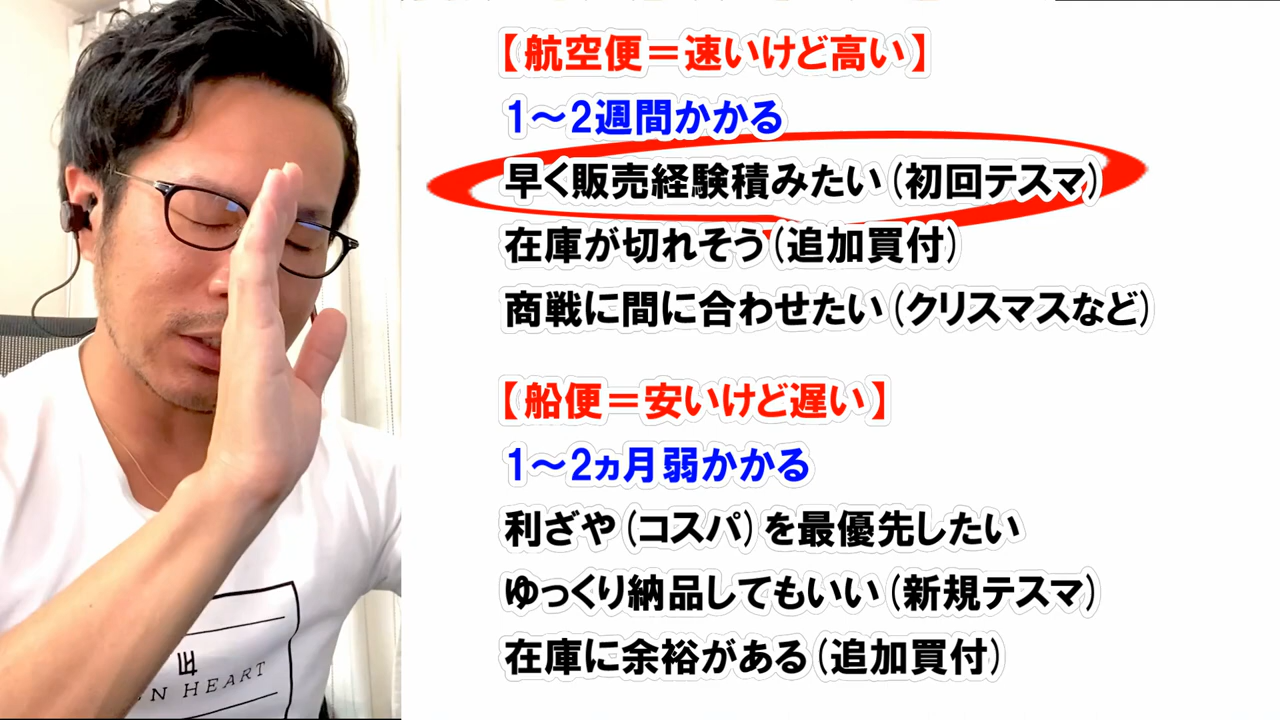 【航空便＝速いけど高い】
1～2週間かかる
早く販売経験積みたい（初回テスマ）
在庫が切れそう（追加買付）
商戦に間に合わせたい（クリスマスなど）
【船便＝安いけど遅い】
1～2ヵ月弱かかる
利ざや（コスパ）を最優先したい
ゆっくり納品してもいい（新規テスマ）
在庫に余裕がある（追加買付）
HEART